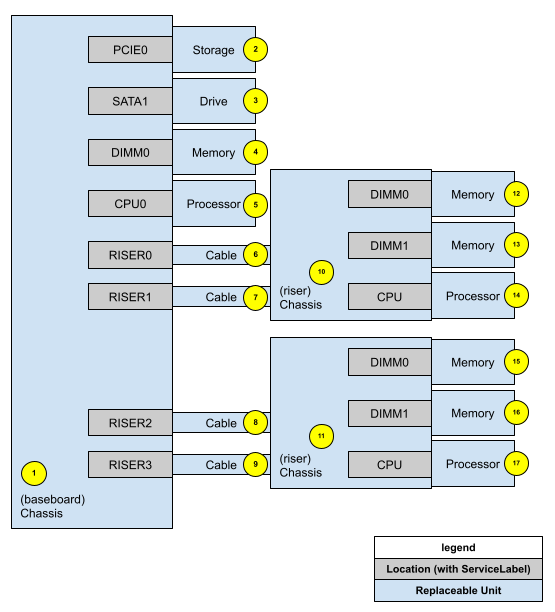 PCIE0 Storage 2
SATA1 Drive 3
DIMM0 Memory 4
CPU0 Processor 5
RISER0 Cable 6
RISER1 Cable 7
RISER2 Cable 8
RISER3 Cable 9
1
(baseboard)
Chassis
DIMM0 Memory 12
DIMM1 Memory 13
10
(riser)
Chassis
CPU Processor 14
DIMM0 Memory 15
DIMM1 Memory 16
11
(riser)
Chassis
CPU Processor 17
legend
Location (with ServiceLabel)
Replaceable Unit